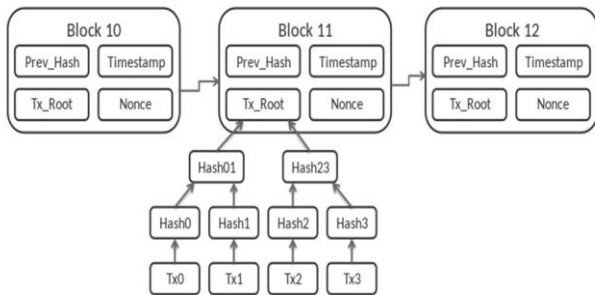 Block 10
Block 11
Block 12
Prev_Hash
Timestamp
Prev_Hash
Timestamp
Prev_Hash
Timestamp
Tx_Root
Nonce
Tx_Root
Nonce
Tx_Root
Nonce
Hash01
Hash23
Hash0
Hash1
Hash2
Hash3
Tx0
Tx1
Tx2
Tx3